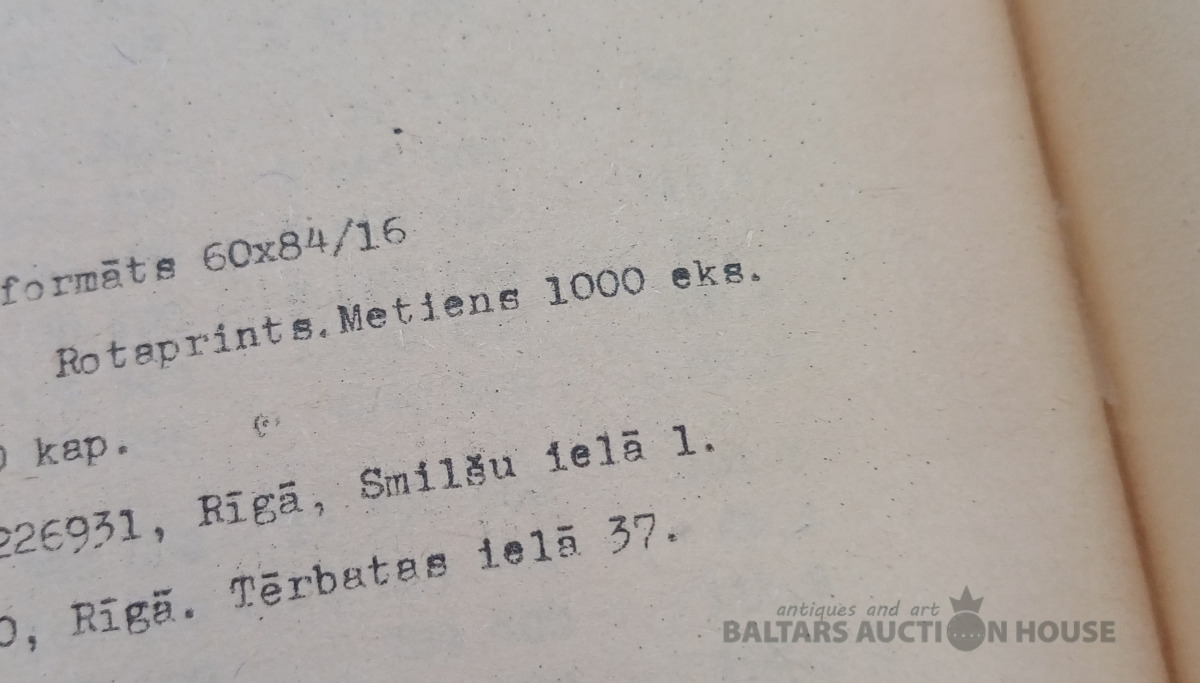 formāts 60x84/16
Rotaprints. Metiens 1000 eks.
kap.
226931, Rīgā, Smilšu ielā 1.
, Rīgā. Tērbatas ielā 37.
antiques and art
BALTARS AUCTION HOUSE